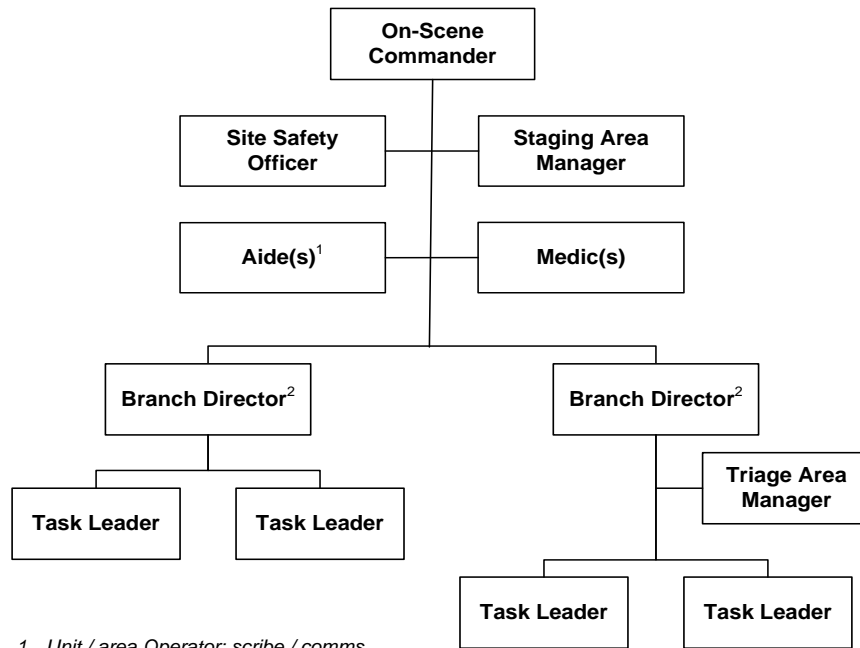 On-Scene
Commander
Site Safety
Officer
Staging Area
Manager
Aide(s)¹
Medic(s)
Branch Director²
Branch Director²
Triage Area
Manager
Task Leader
Task Leader
Task Leader
Task Leader
1 Unit / area Operator: scribe / comms